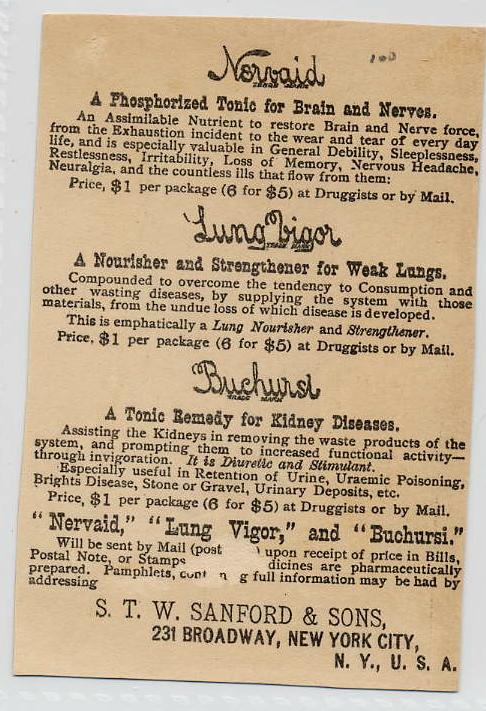 Nervaid
TRADE MARK
100
A Phosphorized Tonic for Brain and Nerves.
An Assimilable Nutrient to restore Brain and Nerve force,
from the Exhaustion incident to the wear and tear of every day
life, and is especially valuable in General Debility, Sleeplessness,
Restlessness, Irritability, Loss of Memory, Nervous Headache,
Neuralgia, and the countless ills that flow from them:
Price, $1 per package (6 for $5) at Druggists or by Mail.
Lung Vigor
TRADE MARK
A Nourisher and Strengthener for Weak Lungs.
Compounded to overcome the tendency to Consumption and
other wasting diseases, by supplying the system with those
materials, from the undue loss of which disease is developed.
This is emphatically a Lung Nourisher and Strengthener.
Price, $1 per package (6 for $5) at Druggists or by Mail.
Buchursi
TRADE MARK
A Tonic Remedy for Kidney Diseases.
Assisting the Kidneys in removing the waste products of the
system, and prompting them to increased functional activity—
through invigoration. It is Diuretic and Stimulant.
Especially useful in Retention of Urine, Uraemic Poisoning,
Brights Disease, Stone or Gravel, Urinary Deposits, etc.
Price, $1 per package (6 for $5) at Druggists or by Mail.
"Nervaid," "Lung Vigor," and "Buchursi."
Will be sent by Mail (post ) upon receipt of price in Bills,
Postal Note, or Stamps dicines are pharmaceutically
prepared. Pamphlets, g full information may be had by
addressing
S. T. W. SANFORD & SONS,
231 BROADWAY, NEW YORK CITY,
N. Y., U. S. A.